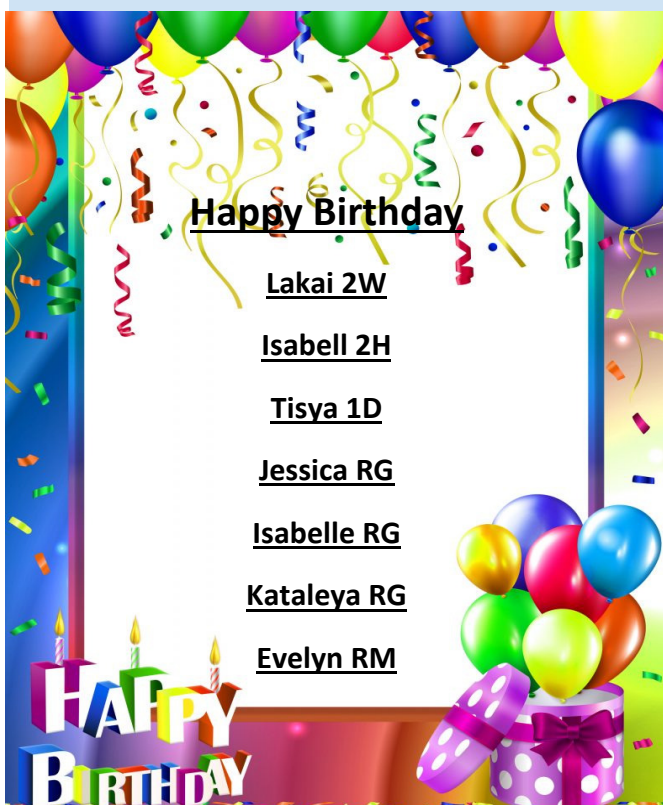 Happy Birthday
Lakai 2W
Isabell 2H
Tisya 1D
Jessica RG
Isabelle RG
Kataleya RG
Evelyn RM
HAPPY
BIRTHDAY